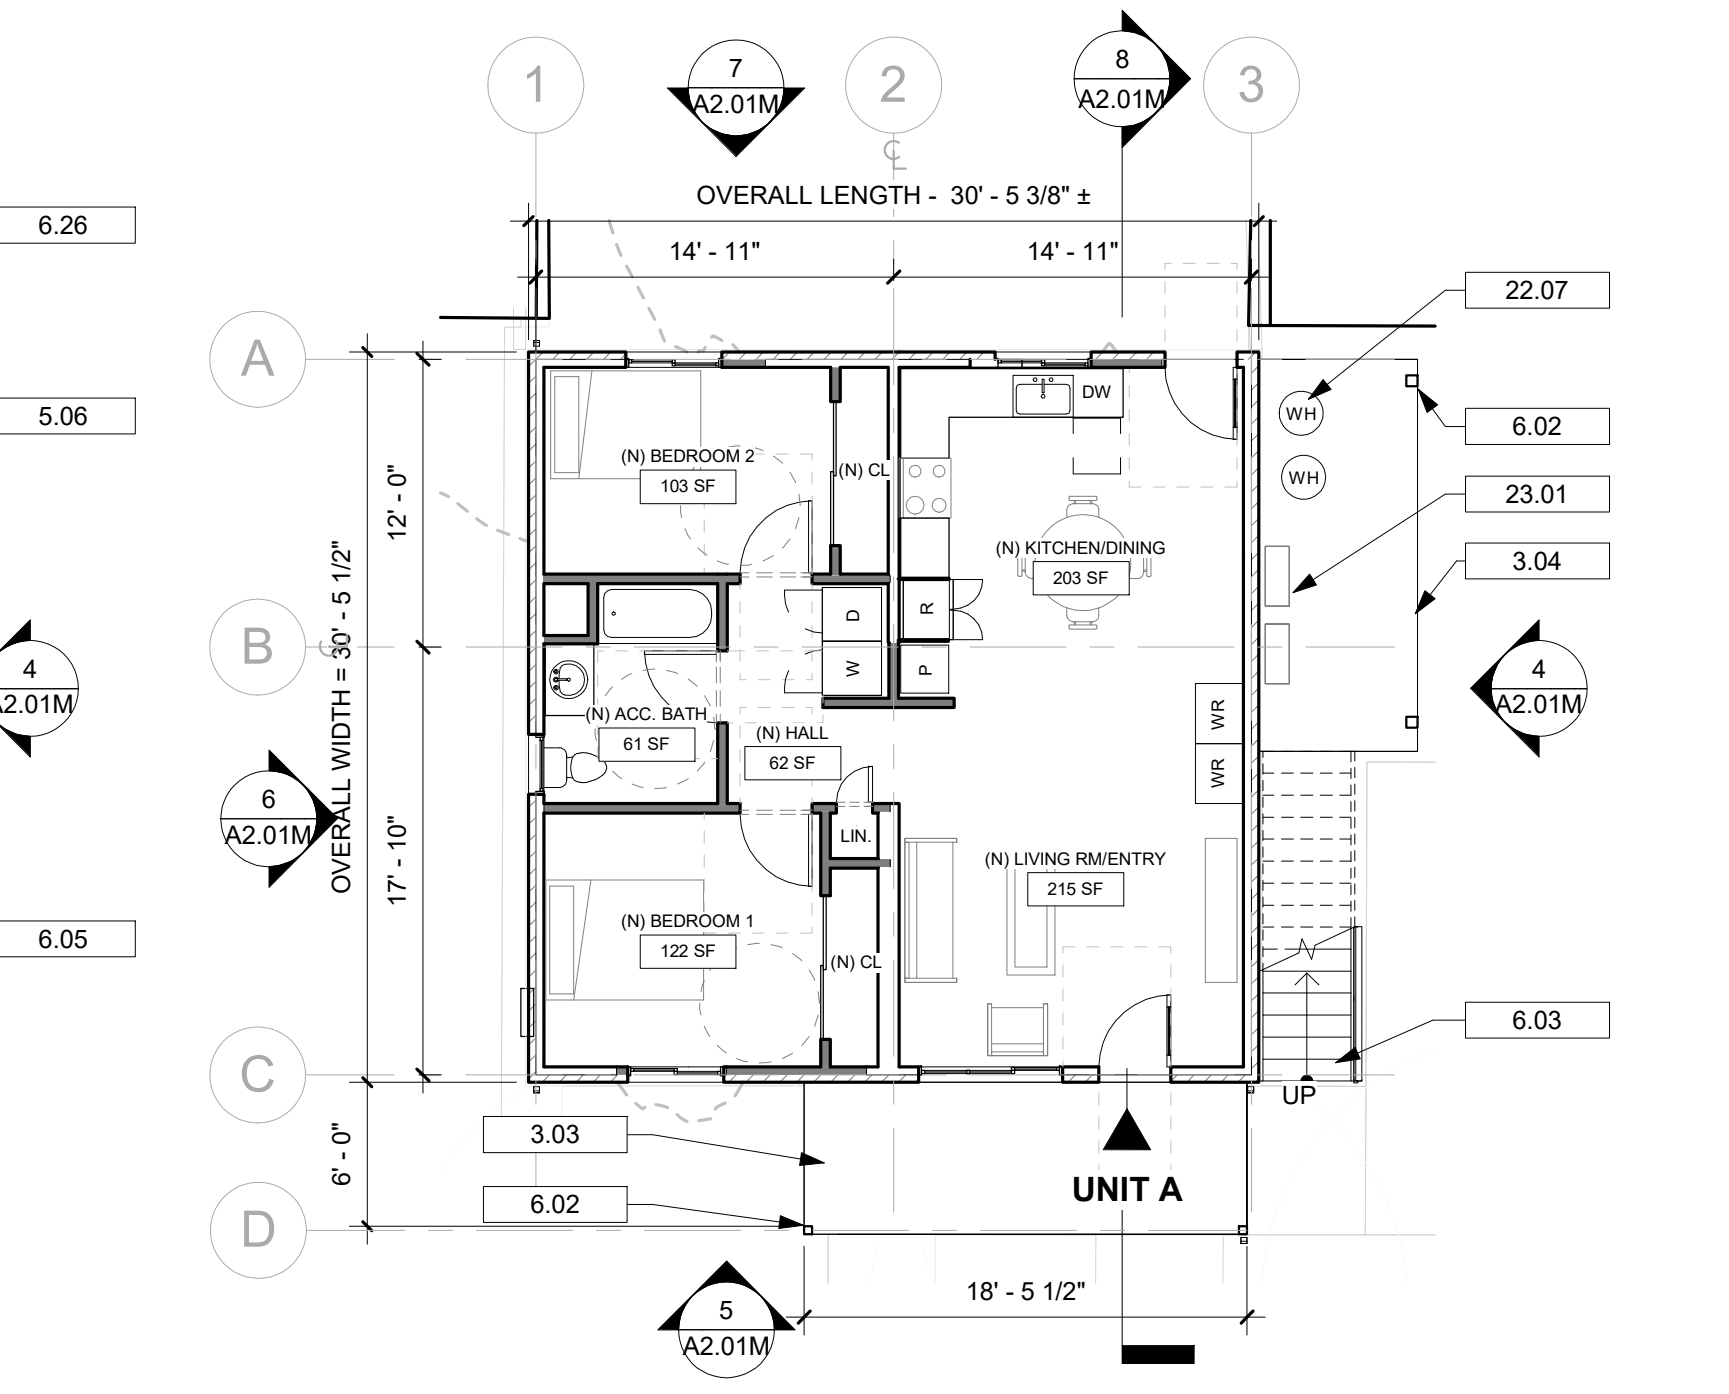 1
7
A2.01M
2
8
A2.01M
3
℄
OVERALL LENGTH -  30' - 5 3/8" ±
14' - 11"
14' - 11"
6.26
5.06
6.05
22.07
6.02
23.01
3.04
6.03
A
B
C
D
12' - 0"
17' - 10"
6' - 0"
OVERALL WIDTH = 30' - 5 1/2"
DW
WH
WH
(N) BEDROOM 2
103 SF
(N) CL
(N) KITCHEN/DINING
203 SF
D
W
R
P
4
A2.01M
4
A2.01M
6
A2.01M
(N) ACC. BATH
61 SF
(N) HALL
62 SF
WR
WR
LIN.
(N) LIVING RM/ENTRY
215 SF
(N) BEDROOM 1
122 SF
(N) CL
UP
3.03
6.02
UNIT A
18' - 5 1/2"
5
A2.01M